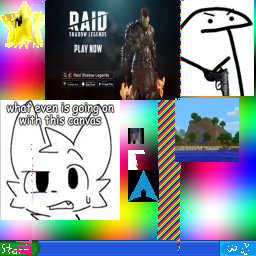 RAID
SHADOW LEGENDS
PLAY NOW
Raid Shadow Legends
what even is going on
with this canvas
Start